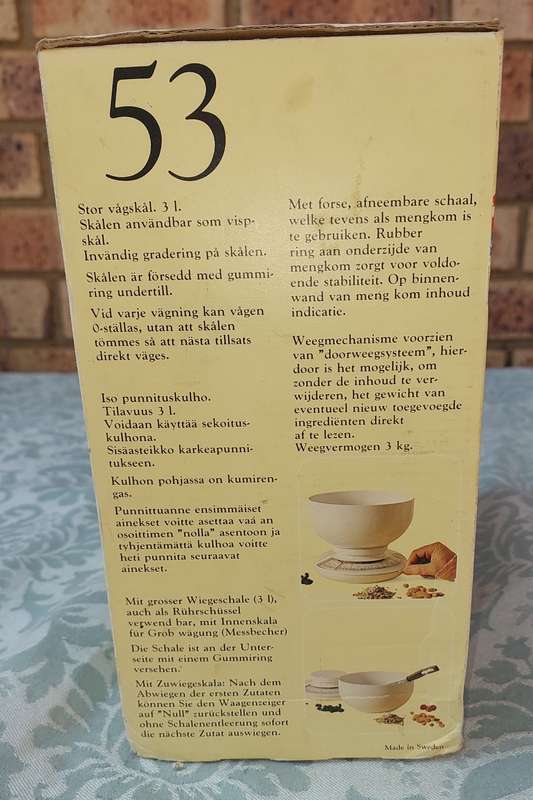 53
Stor vågskål. 3 l.
Skålen användbar som visp-
skål.
Invändig gradering på skålen.
Skålen är försedd med gummi-
ring undertill.
Vid varje vägning kan vågen
0-ställas, utan att skålen
tömmes så att nästa tillsats
direkt väges.
Iso punnituskulho.
Tilavuus 3 l.
Voidaan käyttää sekoitus-
kulhona.
Sisäasteikko karkeapunni-
tukseen.
Kulhon pohjassa on kumiren-
gas.
Punnittuanne ensimmäiset
ainekset voitte asettaa vaá an
osoittimen "nolla" asentoon ja
tyhjentämättä kulhoa voitte
heti punnita seuraavat
ainekset.
Mit grosser Wiegeschale (3 l),
auch als Rührschüssel
verwend bar, mit Innenskala
für Grob wägung (Messbecher)
Die Schale ist an der Unter-
seite mit einem Gummiring
versehen.
Mit Zuwiegeskala: Nach dem
Abwiegen der ersten Zutaten
können Sie den Waagenzeiger
auf "Null" zurückstellen und
ohne Schalenentleerung sofort
die nächste Zutat auswiegen.
Met forse, afneembare schaal,
welke tevens als mengkom is
te gebruiken. Rubber
ring aan onderzijde van
mengkom zorgt voor voldo-
ende stabiliteit. Op binnen-
wand van meng kom inhoud
indicatie.
Weegmechanisme voorzien
van "doorweegsysteem", hier-
door is het mogelijk, om
zonder de inhoud te ver-
wijderen, het gewicht van
eventueel nieuw toegevoegde
ingrediënten direkt
af te lezen.
Weegvermogen 3 kg.
Made in Sweden